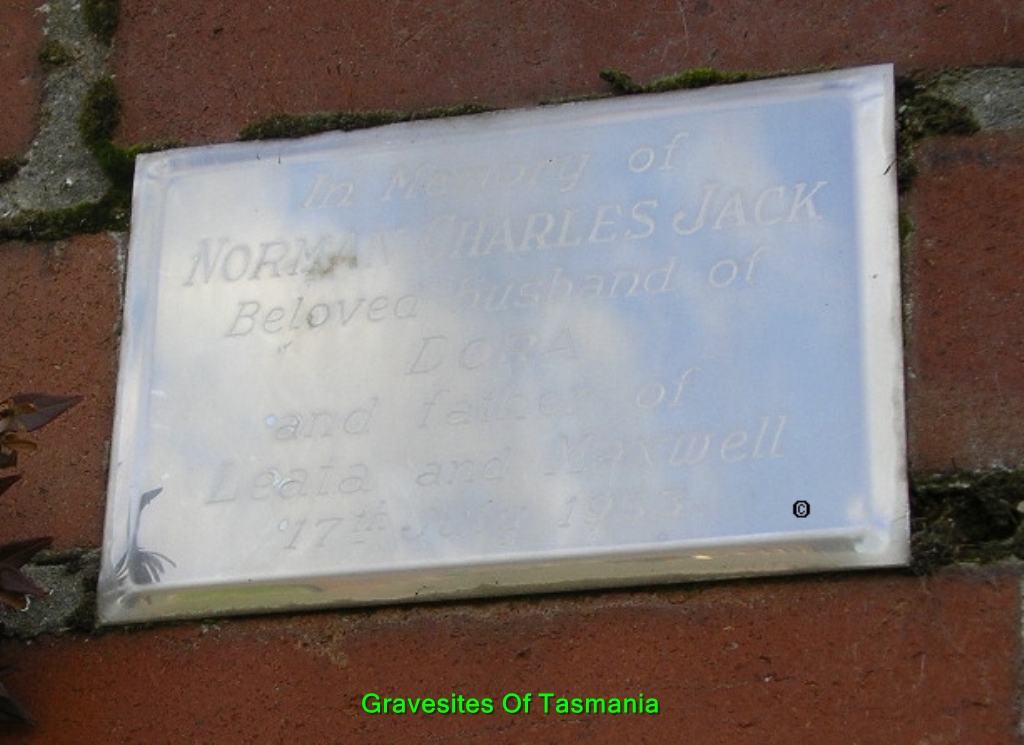 In Memory of
NORMAN CHARLES JACK
Beloved husband of
DORA
and father of
Leata and Maxwell
17th July
©
Gravesites Of Tasmania